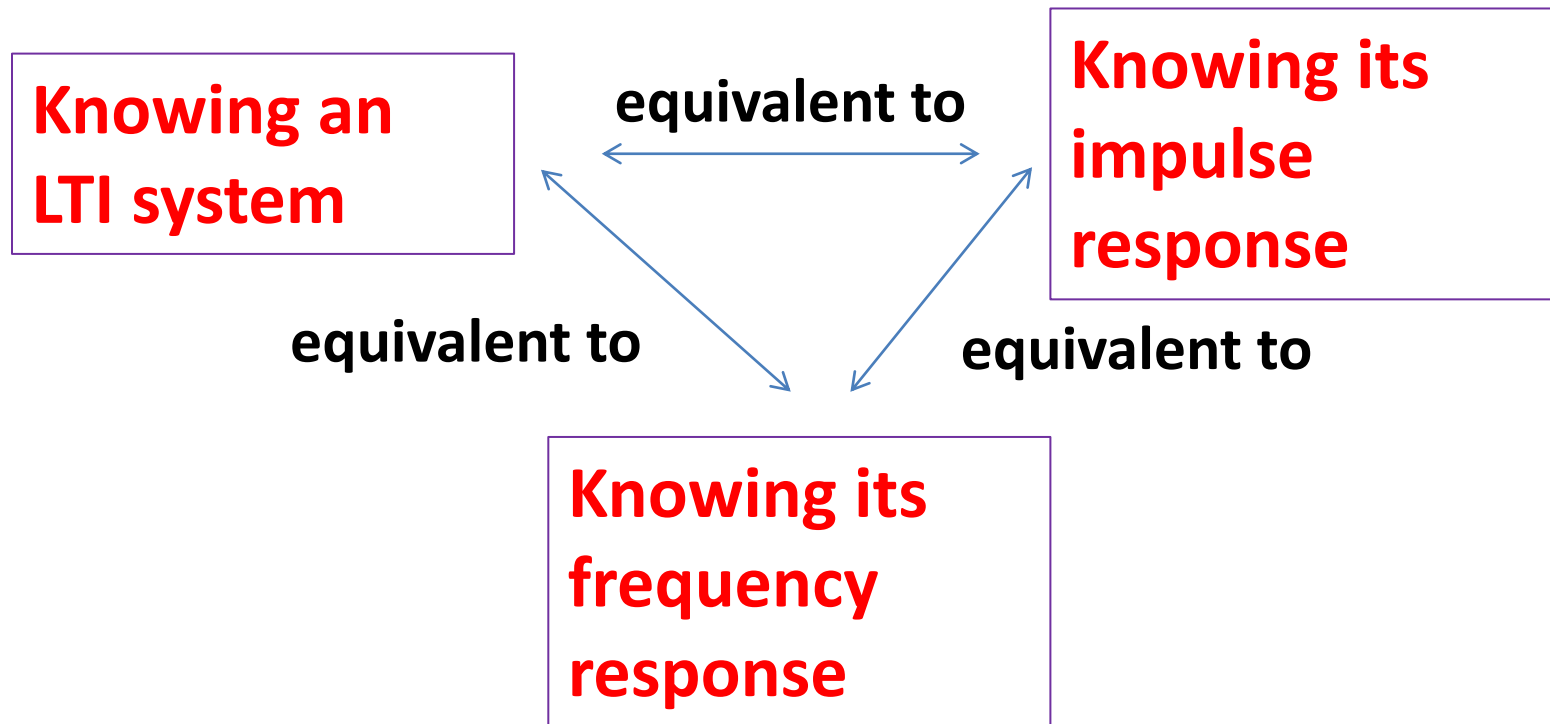 Knowing an
LTI system
equivalent to
Knowing its
impulse
response
equivalent to
equivalent to
Knowing its
frequency
response